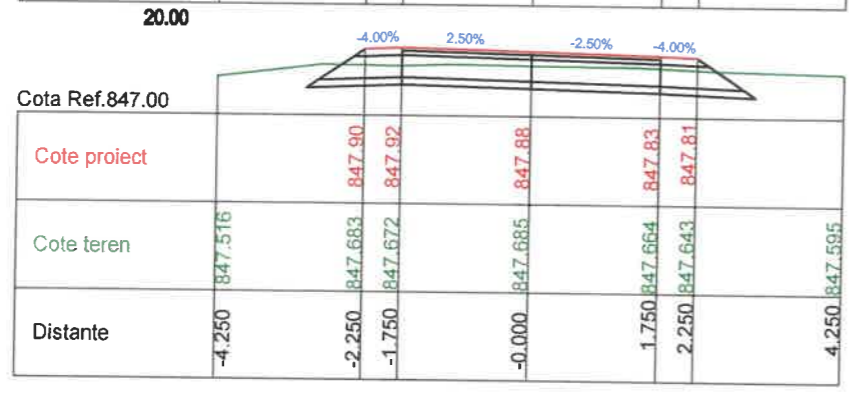 20.00
-4.00% 2.50% -2.50% -4.00%
Cota Ref.847.00
Cote proiect 847.90 847.92 847.88 847.83 847.81
Cote teren 847.516 847.683 847.672 847.685 847.664 847.643 847.595
Distante -4.250 -2.250 -1.750 -0.000 1.750 2.250 4.250